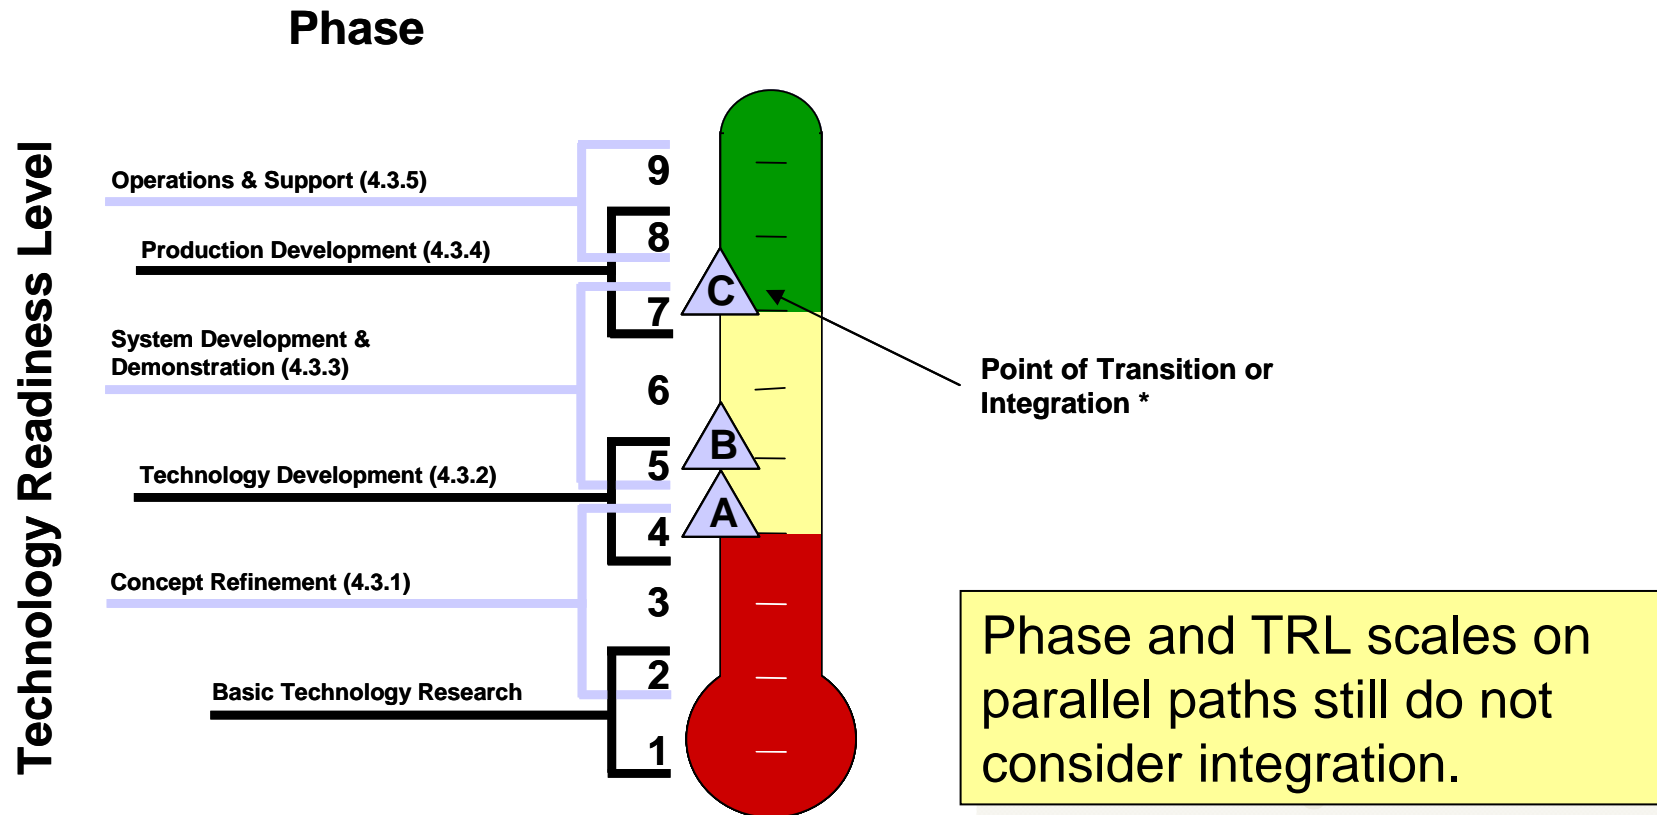 Phase
Technology Readiness Level
Operations & Support (4.3.5)
Production Development (4.3.4)
System Development &
Demonstration (4.3.3)
Technology Development (4.3.2)
Concept Refinement (4.3.1)
Basic Technology Research
9
8
7
6
5
4
3
2
1
C
B
A
Point of Transition or
Integration *
Phase and TRL scales on
parallel paths still do not
consider integration.